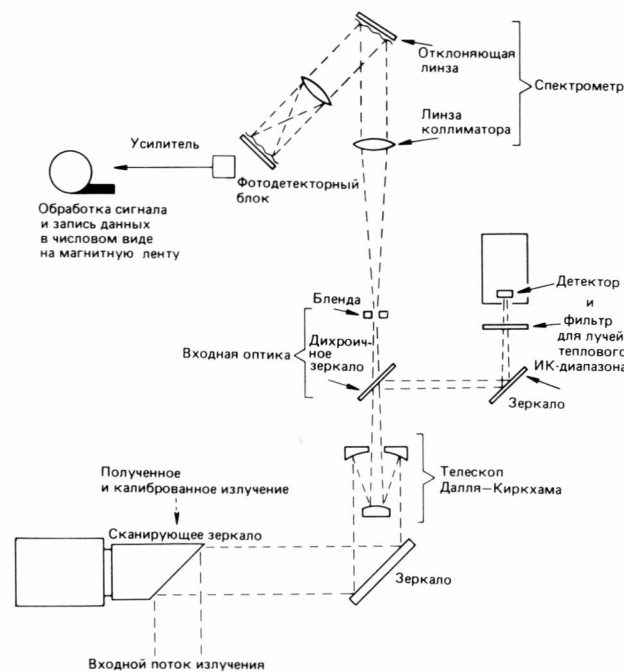 Отклоняющая
линза
Спектрометр
Линза
коллиматора
Усилитель
Фотодетекторный
блок
Обработка сигнала
и запись данных
в числовом виде
на магнитную ленту
Детектор
и
фильтр
для лучей
теплового
ИК-диапазона
Зеркало
Бленда
Входная оптика
Дихроич-
ное
зеркало
Телескоп
Далля—Киркхама
Полученное
и калиброванное излучение
Сканирующее зеркало
Зеркало
Входной поток излучения